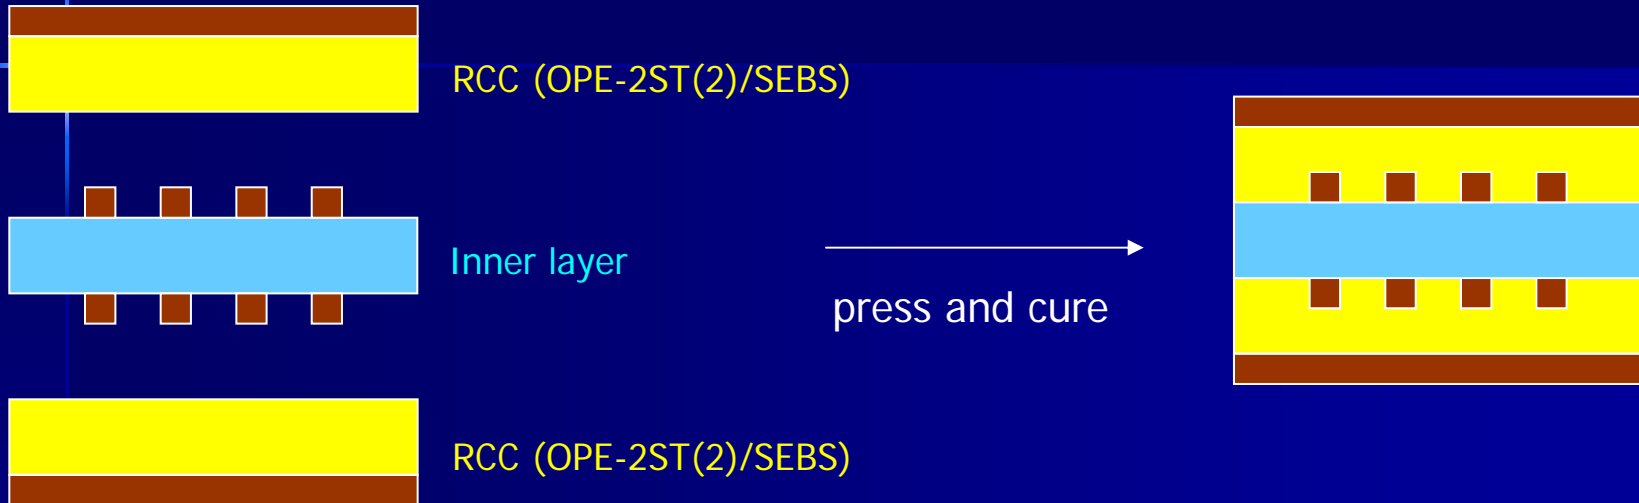 RCC (OPE-2ST(2)/SEBS)
Inner layer
press and cure
RCC (OPE-2ST(2)/SEBS)